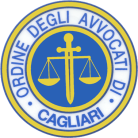 ORDINE DEGLI AVVOCATI DI
• CAGLIARI •